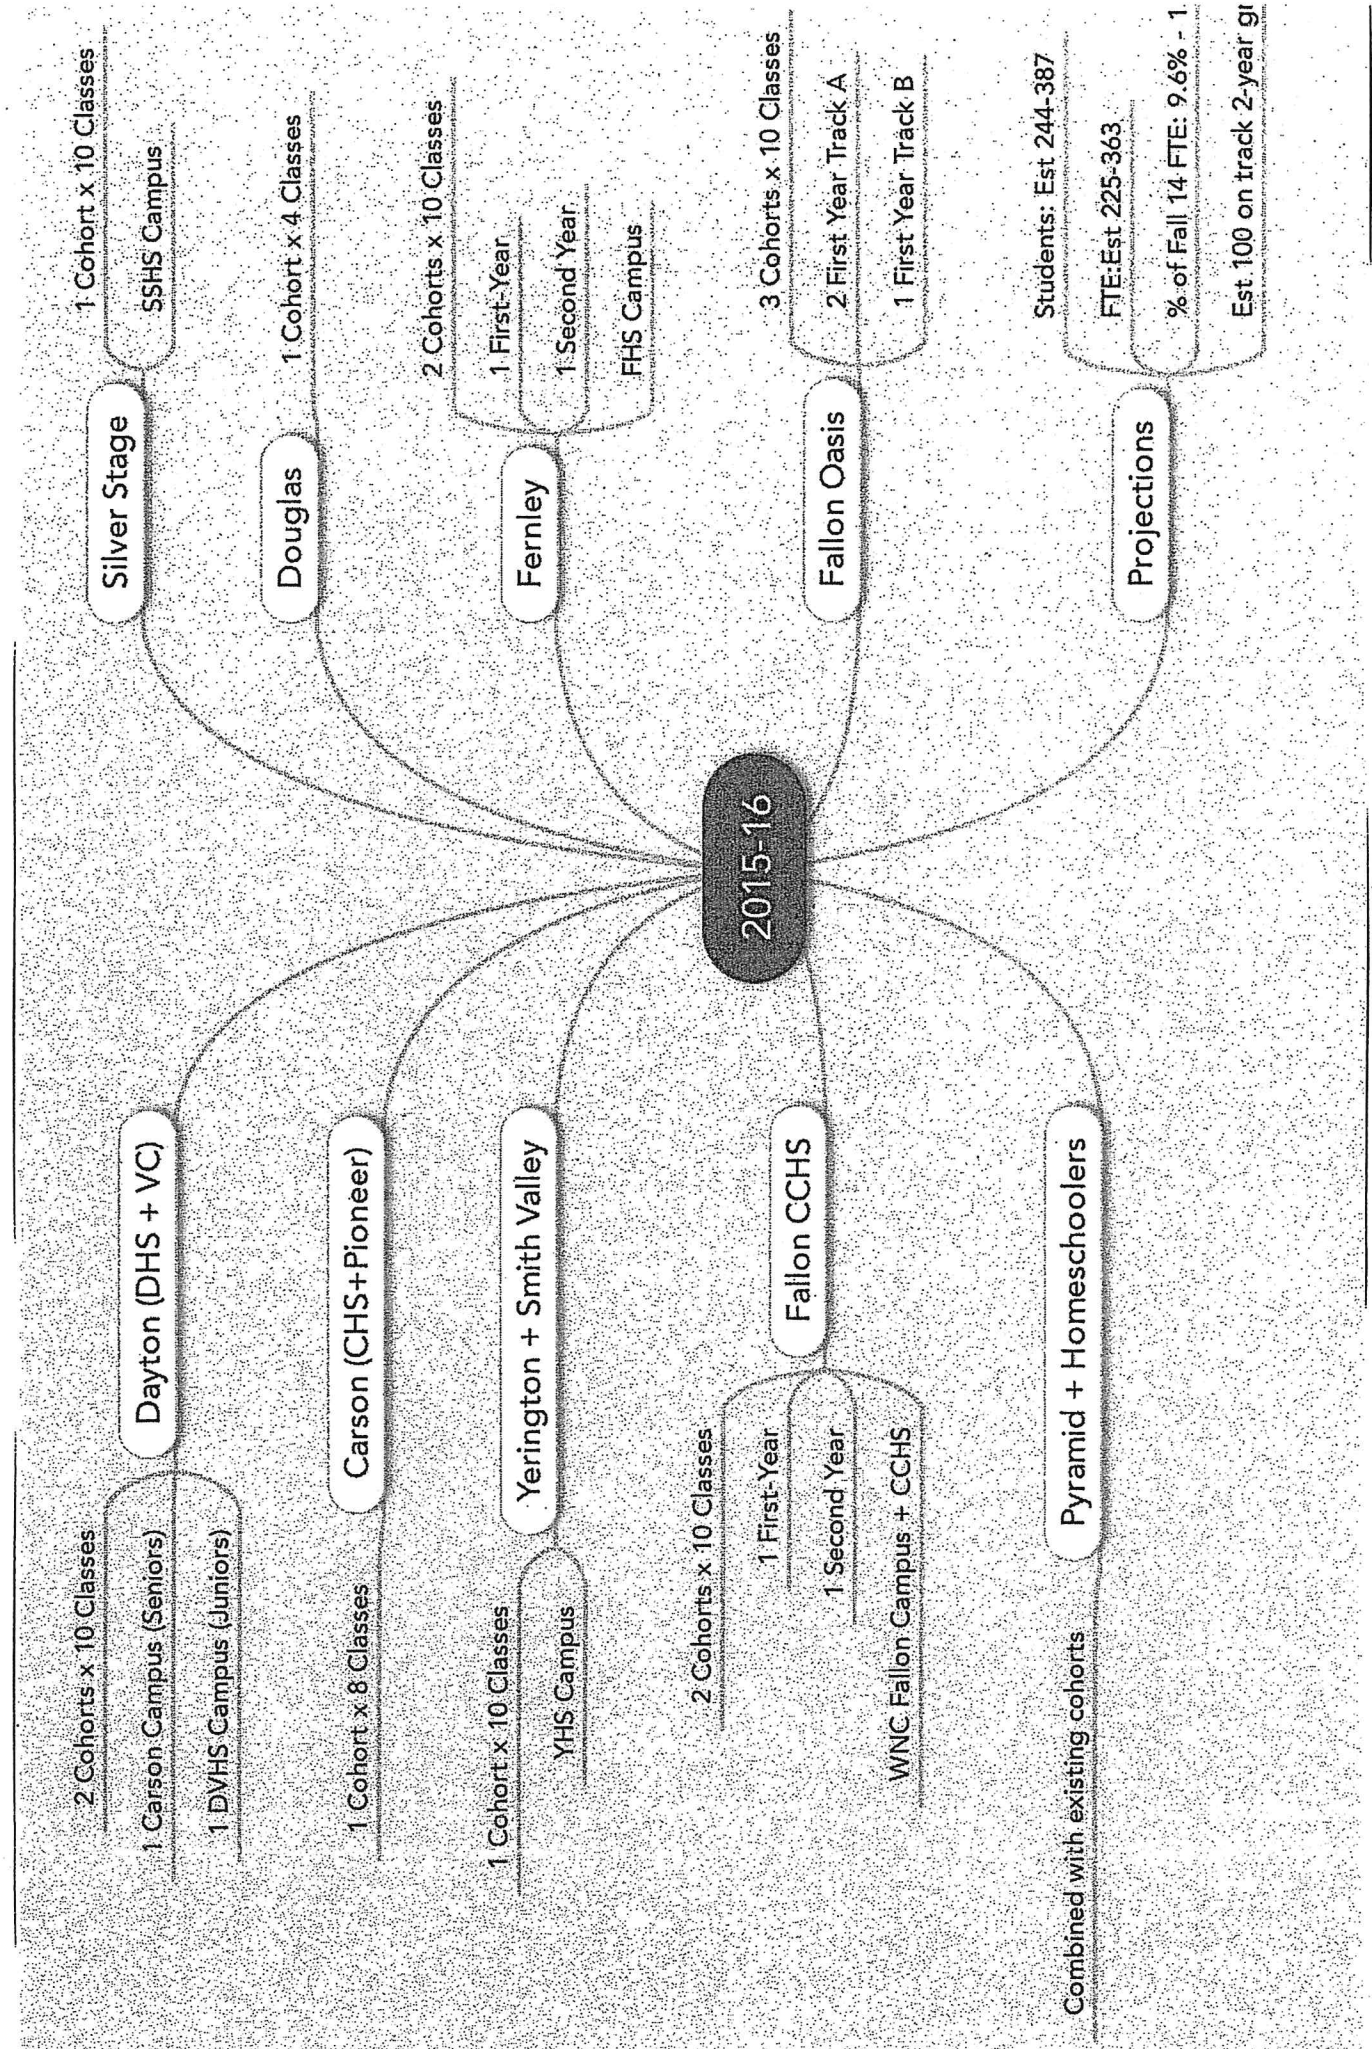 2015-16
Dayton (DHS + VC)
2 Cohorts x 10 Classes
1 Carson Campus (Seniors)
1 DVHS Campus (Juniors)
Carson (CHS+Pioneer)
1 Cohort x 8 Classes
Yerington + Smith Valley
1 Cohort x 10 Classes
YHS Campus
Fallon CCHS
2 Cohorts x 10 Classes
1 First-Year
1 Second Year
WNC Fallon Campus + CCHS
Pyramid + Homeschoolers
Combined with existing cohorts
Silver Stage
1 Cohort x 10 Classes
SSHS Campus
Douglas
1 Cohort x 4 Classes
Fernley
2 Cohorts x 10 Classes
1 First-Year
1 Second Year
FHS Campus
Fallon Oasis
3 Cohorts x 10 Classes
2 First Year Track A
1 First Year Track B
Projections
Students: Est 244-387
FTE:Est 225-363
% of Fall 14 FTE: 9.6% - 1
Est 100 on track 2-year